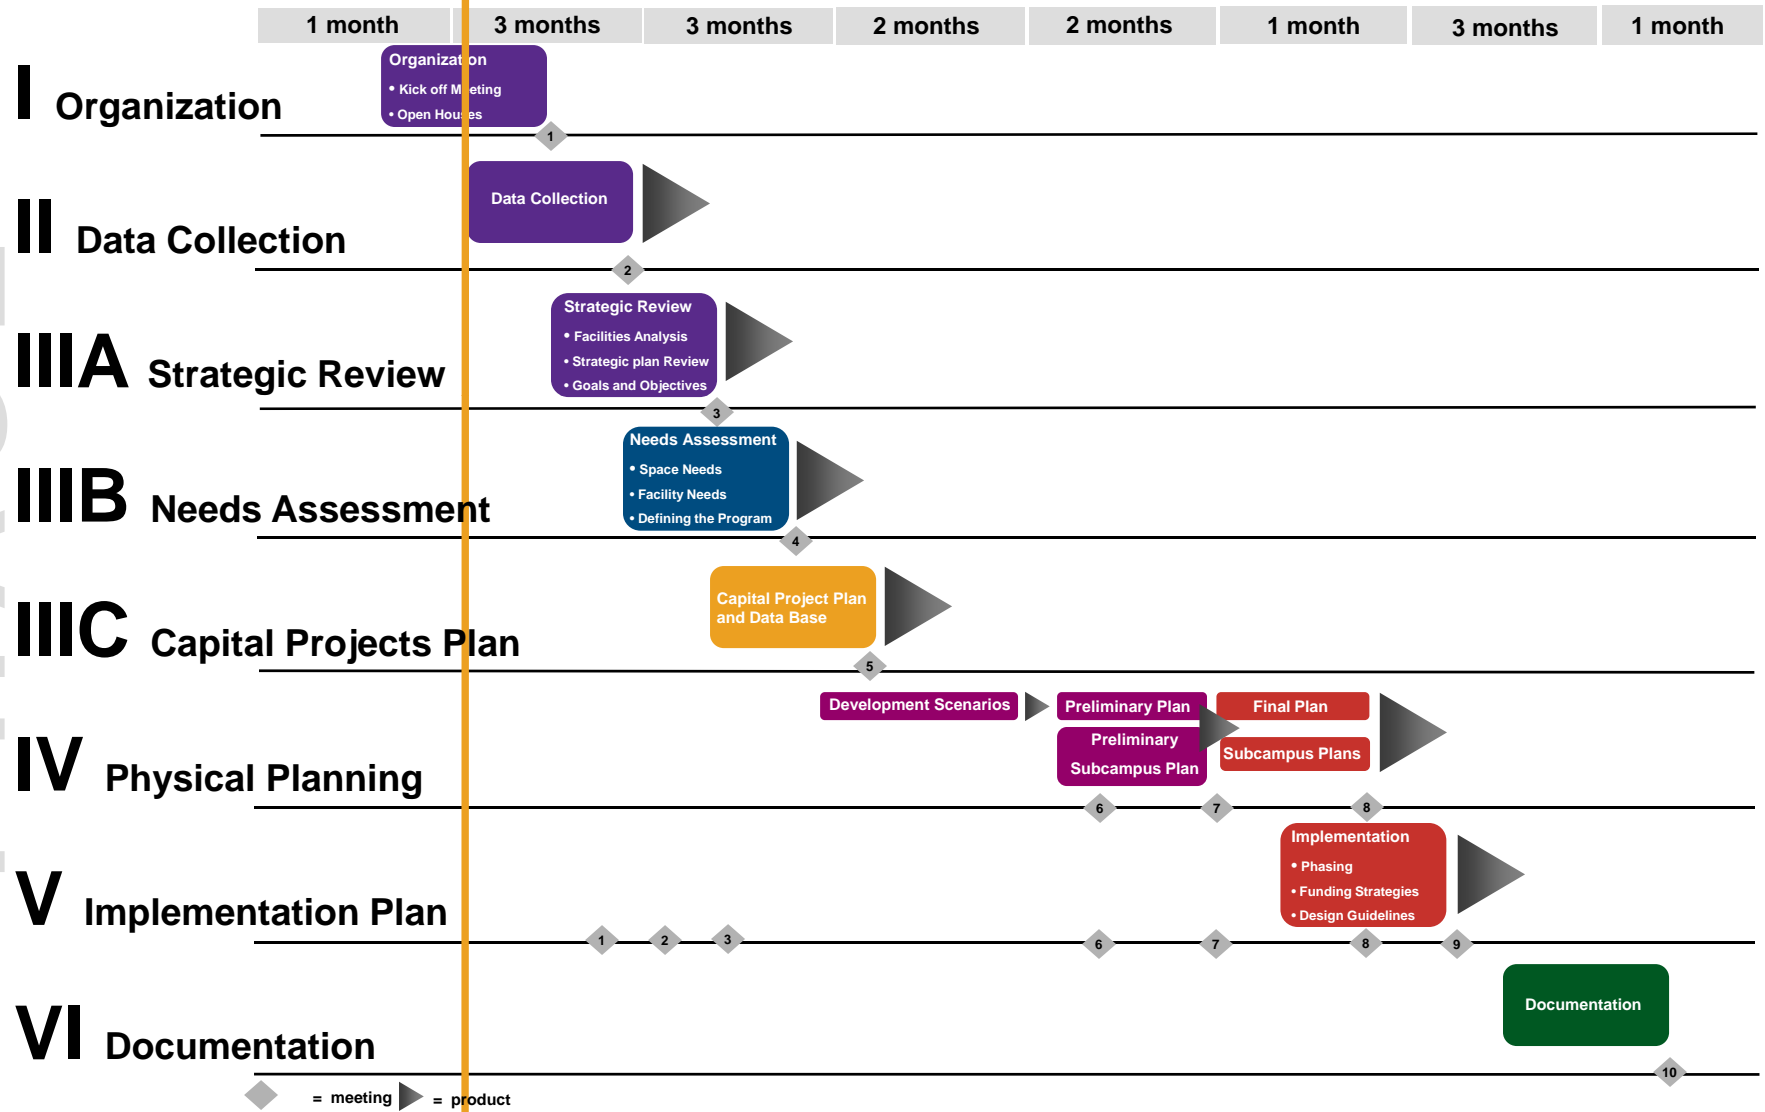 1 month 3 months 3 months 2 months 2 months 1 month 3 months 1 month
I Organization
Organization
• Kick off Meeting
• Open Houses
1
II Data Collection
Data Collection
2
IIIA Strategic Review
Strategic Review
• Facilities Analysis
• Strategic plan Review
• Goals and Objectives
3
IIIB Needs Assessment
Needs Assessment
• Space Needs
• Facility Needs
• Defining the Program
4
IIIC Capital Projects Plan
Capital Project Plan
and Data Base
5
IV Physical Planning
Development Scenarios
Preliminary Plan
Preliminary
Subcampus Plan
Final Plan
Subcampus Plans
6 7 8
V Implementation Plan
Implementation
• Phasing
• Funding Strategies
• Design Guidelines
1 2 3 6 7 8 9
VI Documentation
Documentation
10
= meeting = product